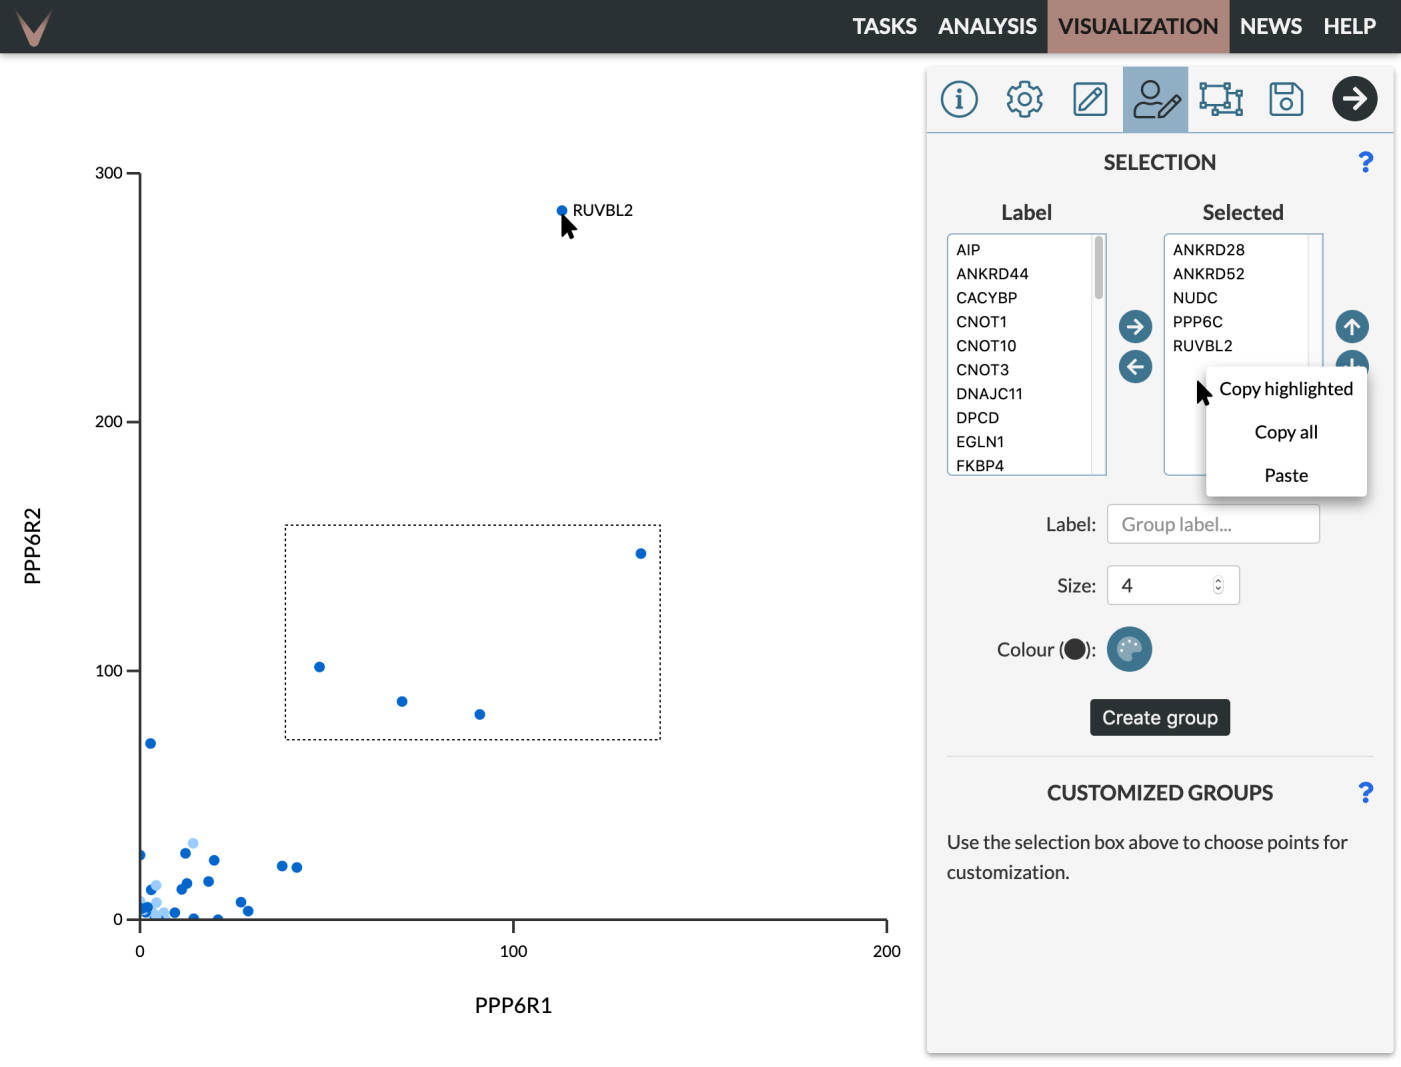 TASKS ANALYSIS VISUALIZATION NEWS HELP
SELECTION ?
Label Selected
AIP
ANKRD44
CACYBP
CNOT1
CNOT10
CNOT3
DNAJC11
DPCD
EGLN1
FKBP4
ANKRD28
ANKRD52
NUDC
PPP6C
RUVBL2
Copy highlighted
Copy all
Paste
Label: Group label...
Size: 4
Colour ( ):
Create group
CUSTOMIZED GROUPS ?
Use the selection box above to choose points for
customization.
300
200
100
0
0 100 200
RUVBL2
PPP6R2
PPP6R1